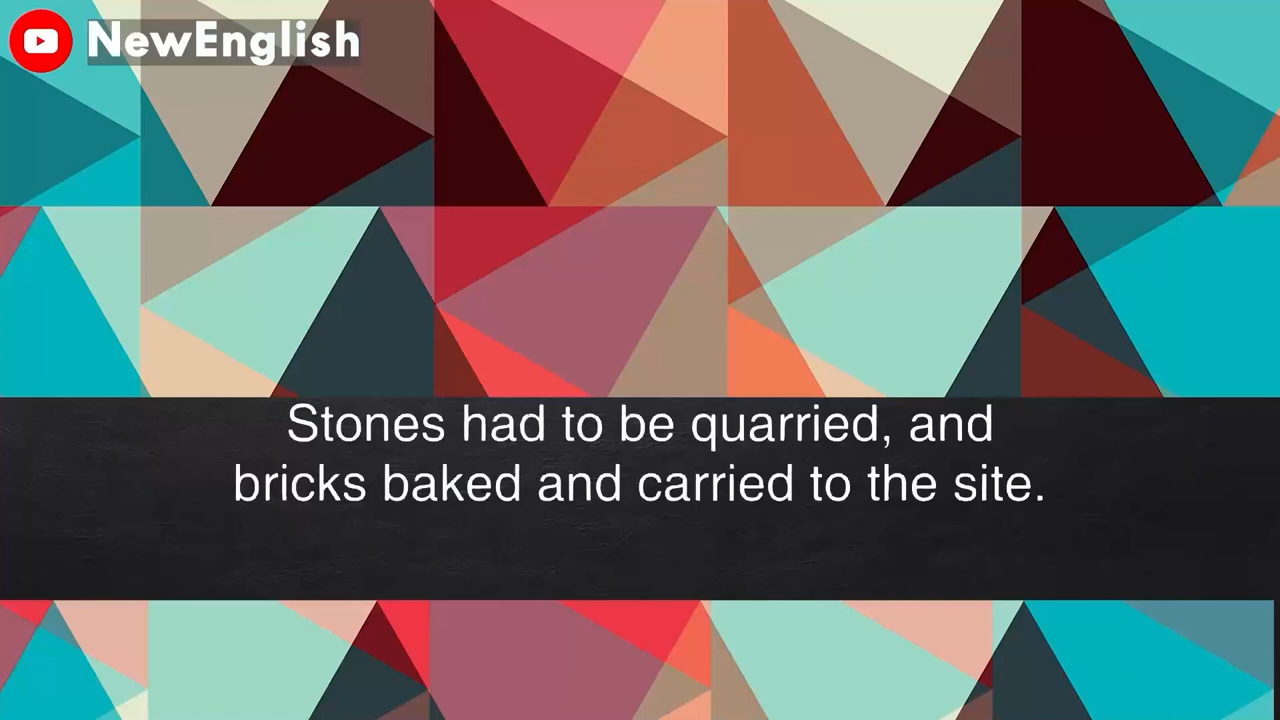 NewEnglish
Stones had to be quarried, and
bricks baked and carried to the site.